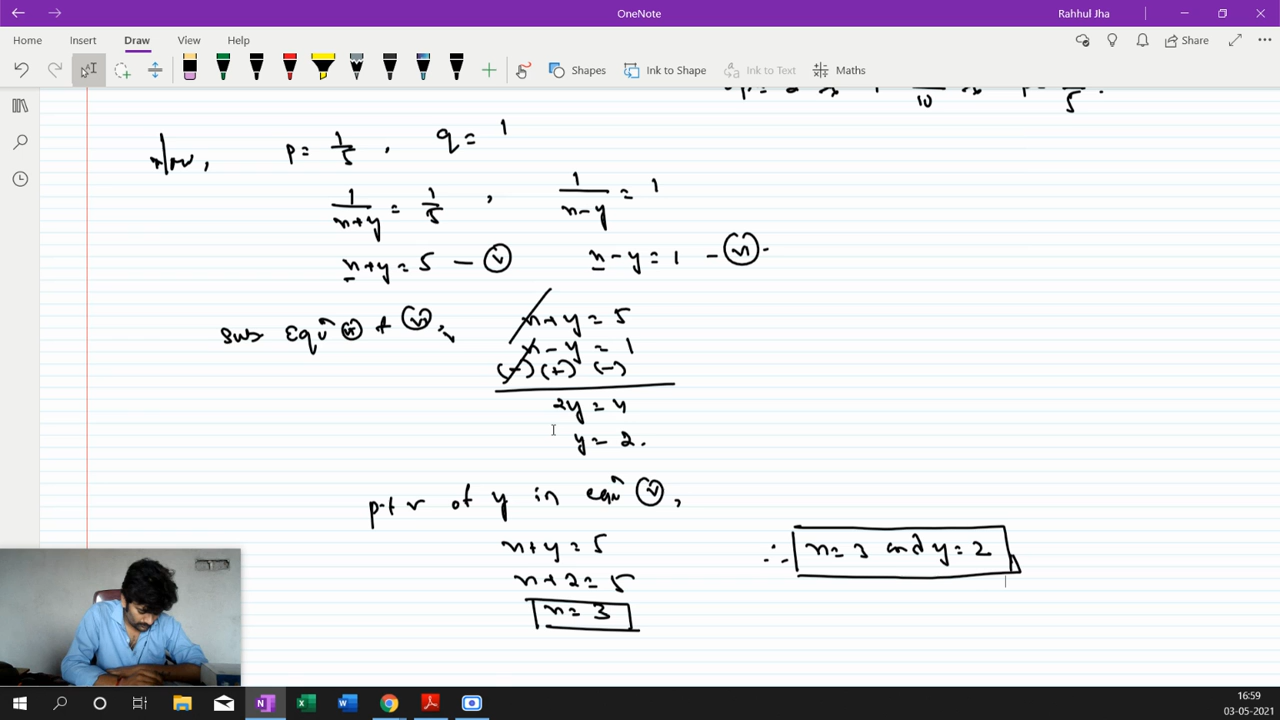 OneNote
Rahhul Jha
Home Insert Draw View Help
Share
Shapes Ink to Shape Ink to Text Maths
10
5 .
Now, p = 1/5 , q = 1
1/(x+y) = 1/5 , 1/(x-y) = 1
x+y = 5 - (v) x-y = 1 - (vi)
Sub Eqn (v) & (vi),
x+y = 5
x-y = 1
(-) (+) (-)
2y = 4
y = 2.
p.t v of y in eqn (v),
x+y = 5
x+2 = 5
x = 3
∴ x = 3 and y = 2
16:59
03-05-2021